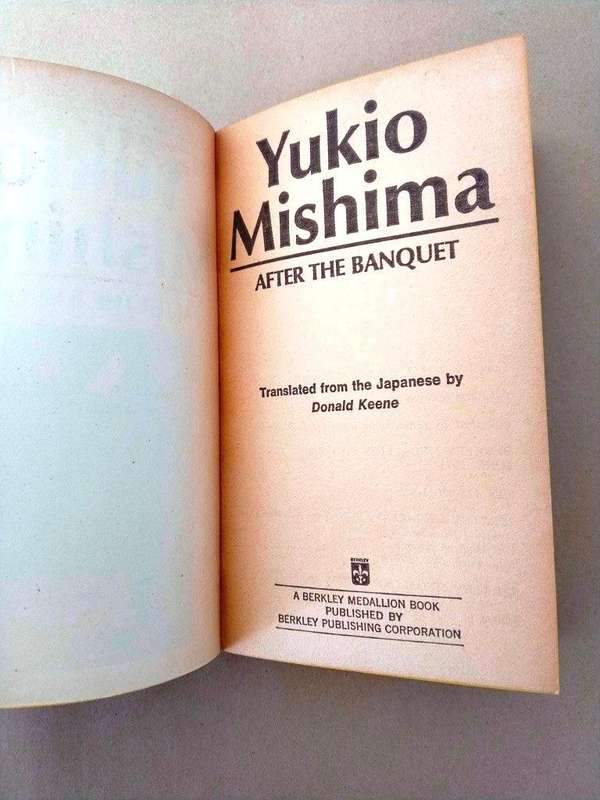 Yukio
Mishima
AFTER THE BANQUET
Translated from the Japanese by
Donald Keene
BERKLEY
A BERKLEY MEDALLION BOOK
PUBLISHED BY
BERKLEY PUBLISHING CORPORATION